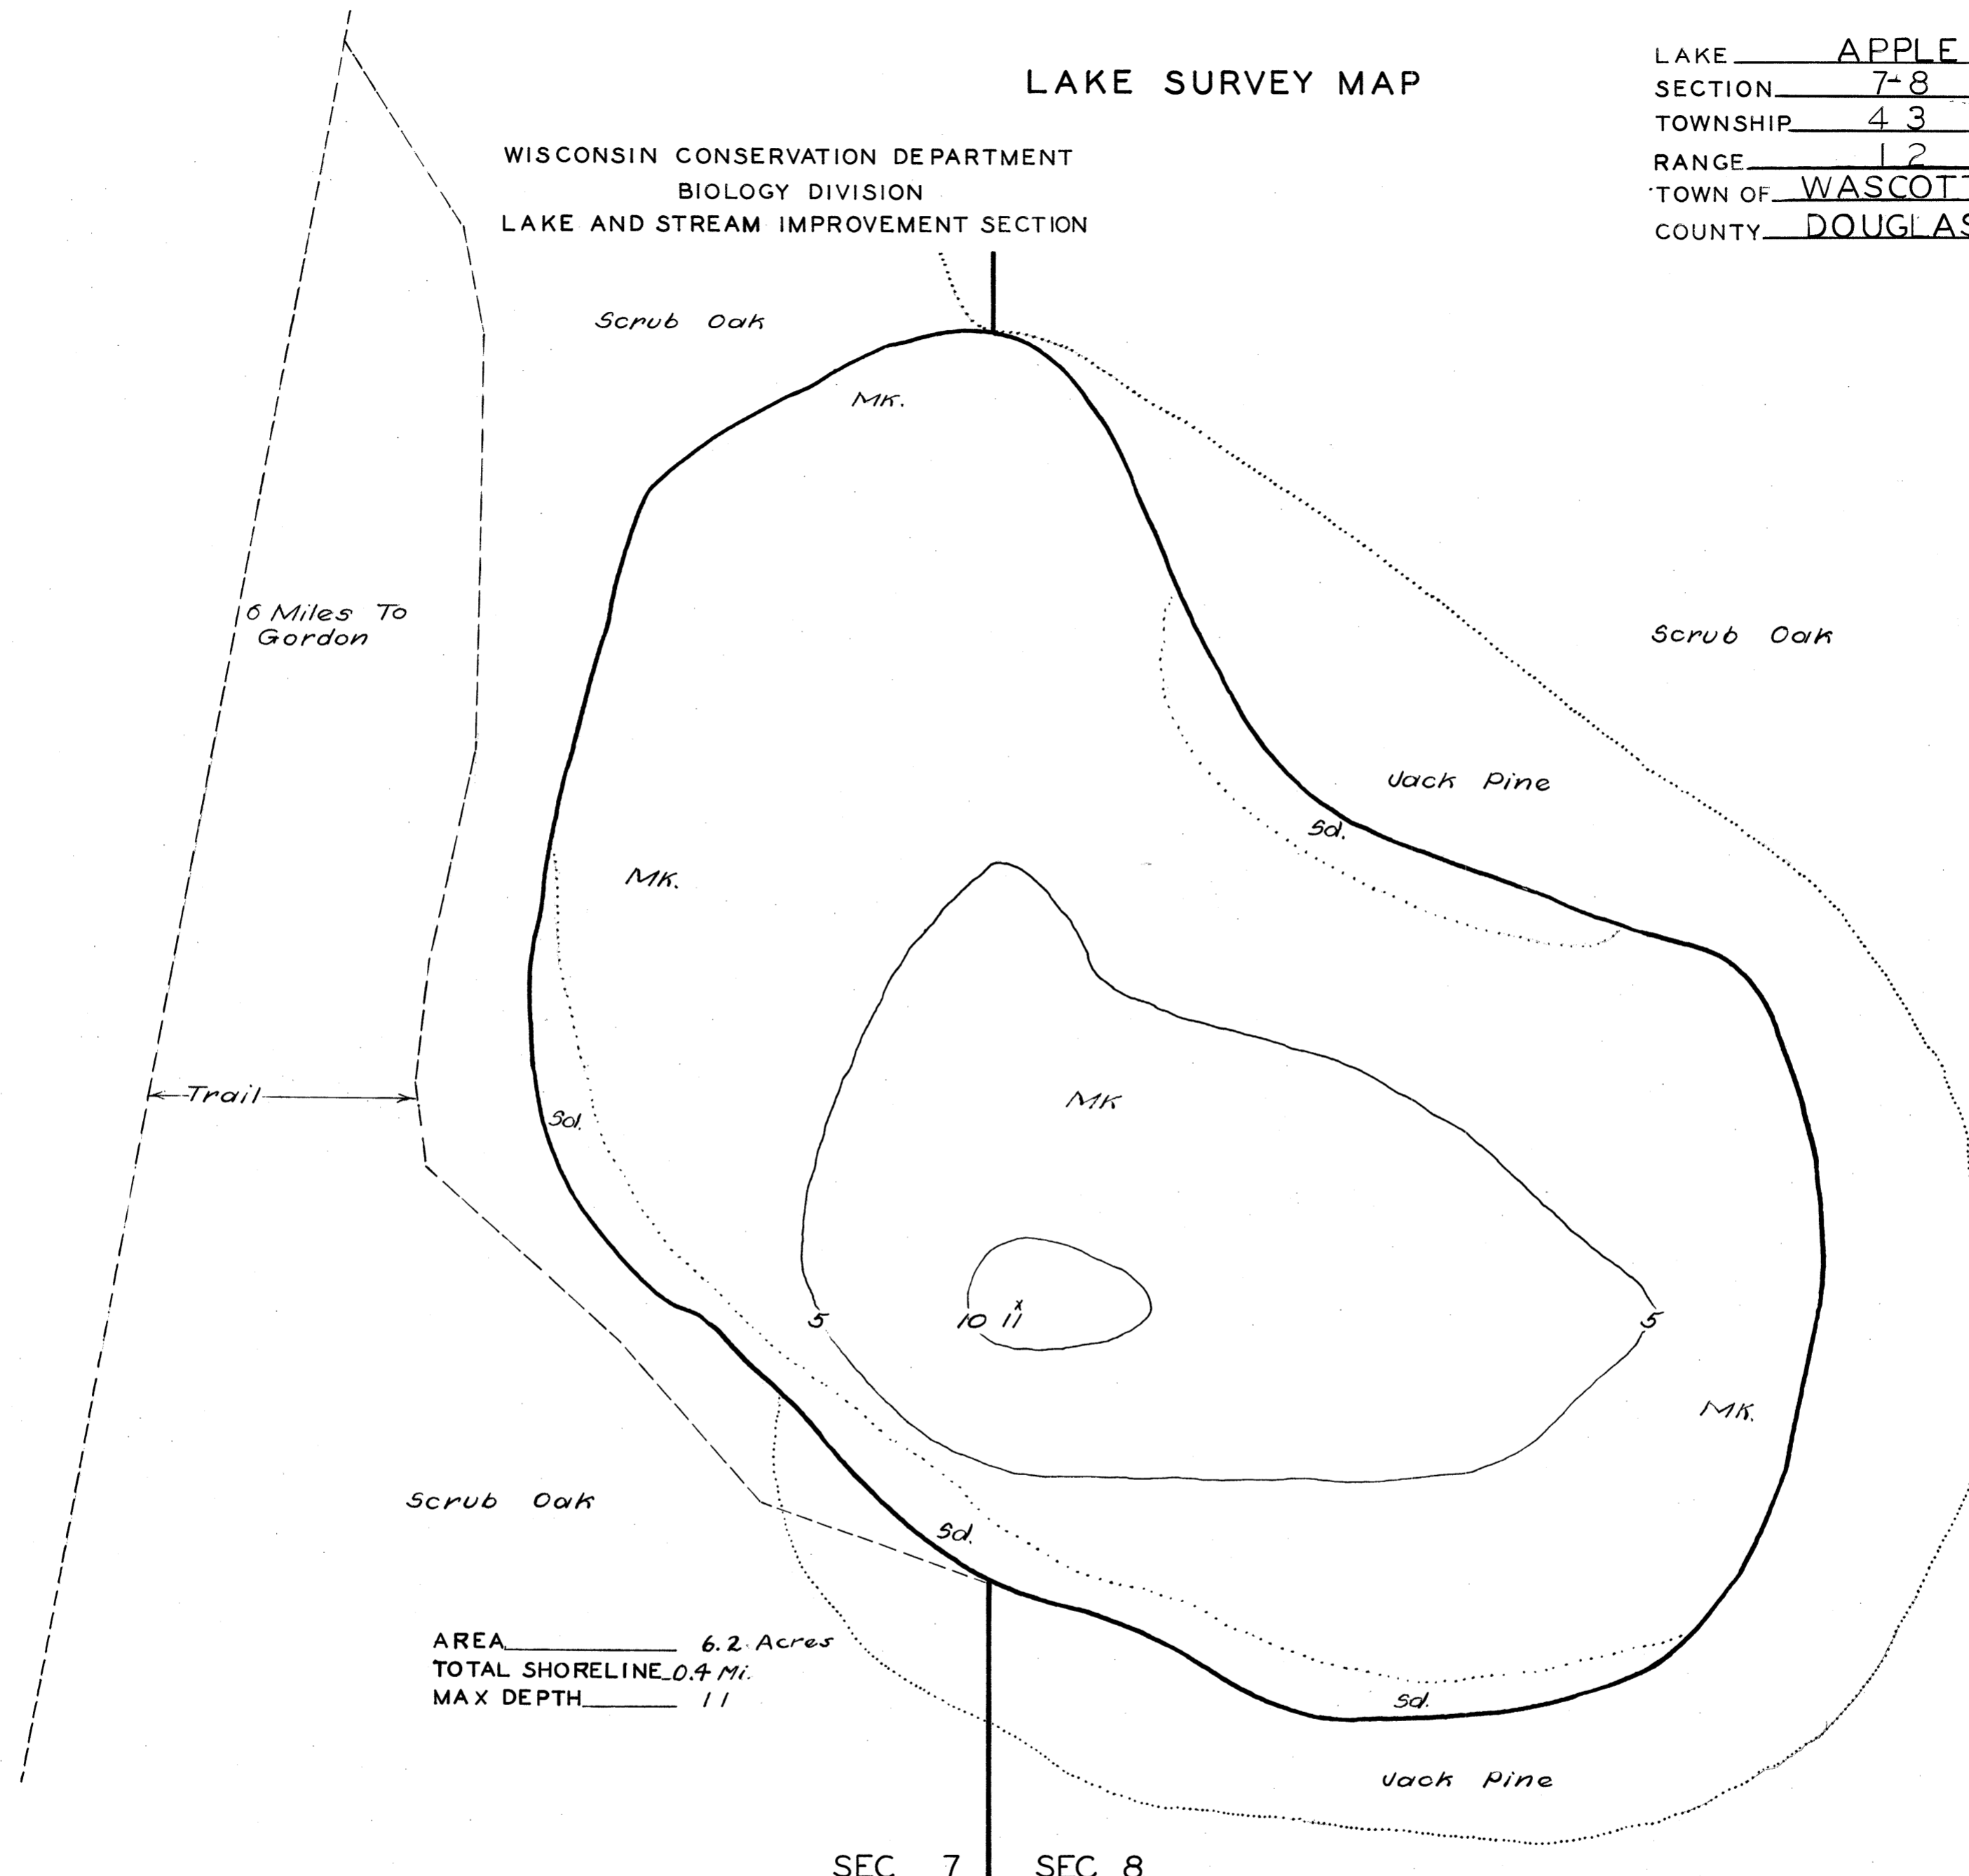 LAKE SURVEY MAP
WISCONSIN CONSERVATION DEPARTMENT
BIOLOGY DIVISION
LAKE AND STREAM IMPROVEMENT SECTION
LAKE APPLE
SECTION 7-8
TOWNSHIP 43
RANGE 12
TOWN OF WASCOTT
COUNTY DOUGLAS
Scrub Oak
MK.
6 Miles To
Gordon
Scrub Oak
Jack Pine
Sd.
MK.
Trail
Sd.
MK
5
10 11
x
5
MK.
Scrub Oak
Sd.
AREA 6.2 Acres
TOTAL SHORELINE 0.4 Mi.
MAX DEPTH 11
Sd.
Jack Pine
SEC 7
SEC 8